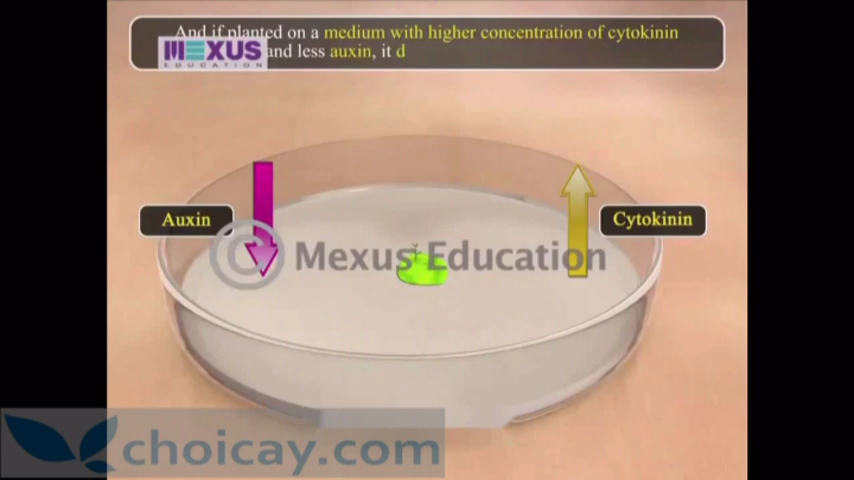 And if planted on a medium with higher concentration of cytokinin
and less auxin, it d
MEXUS
EDUCATION
Auxin
Cytokinin
© Mexus Education
choicay.com